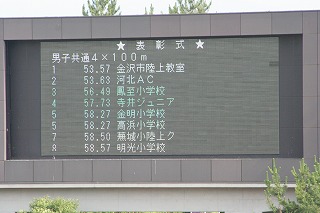 ★ 表彰式 ★
男子共通４×１００ｍ
1 53.57 金沢市陸上教室
2 53.63 河北ＡＣ
3 56.49 鳳至小学校
4 57.73 寺井ジュニア
5 58.27 金明小学校
5 58.27 高浜小学校
7 58.50 蕪城小陸上ク
8 58.57 明光小学校